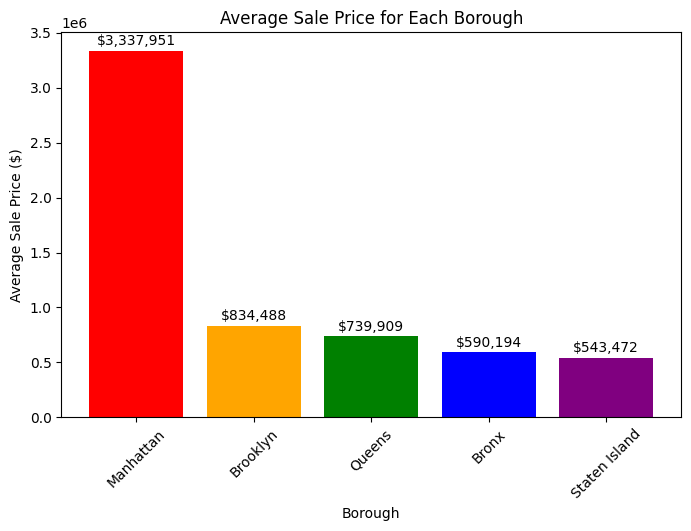 Average Sale Price for Each Borough
1e6
3.5
3.0
2.5
2.0
1.5
1.0
0.5
0.0
Average Sale Price ($)
$3,337,951
$834,488
$739,909
$590,194
$543,472
Manhattan
Brooklyn
Queens
Bronx
Staten Island
Borough